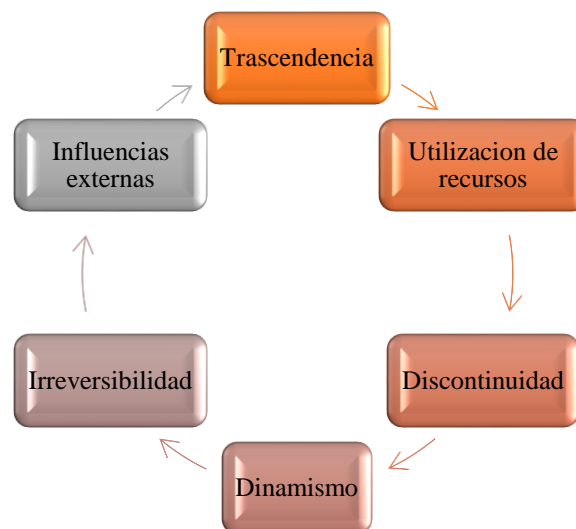 Trascendencia
Utilizacion de
recursos
Discontinuidad
Dinamismo
Irreversibilidad
Influencias
externas